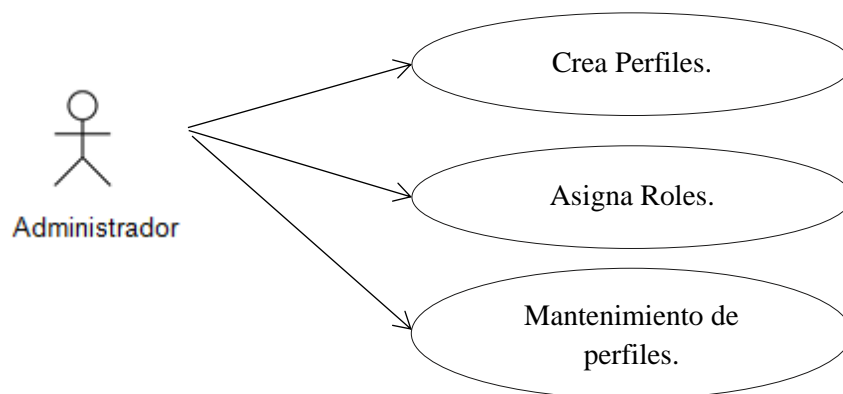 Crea Perfiles.
Administrador
Asigna Roles.
Mantenimiento de
perfiles.